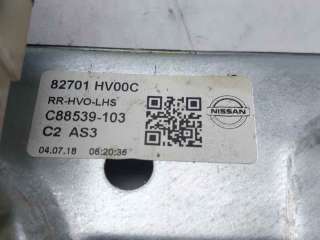 82701 HV00C
RR-HVO-LHS
C88539-103
C2 AS3
04.07.18 06:20:36
NISSAN